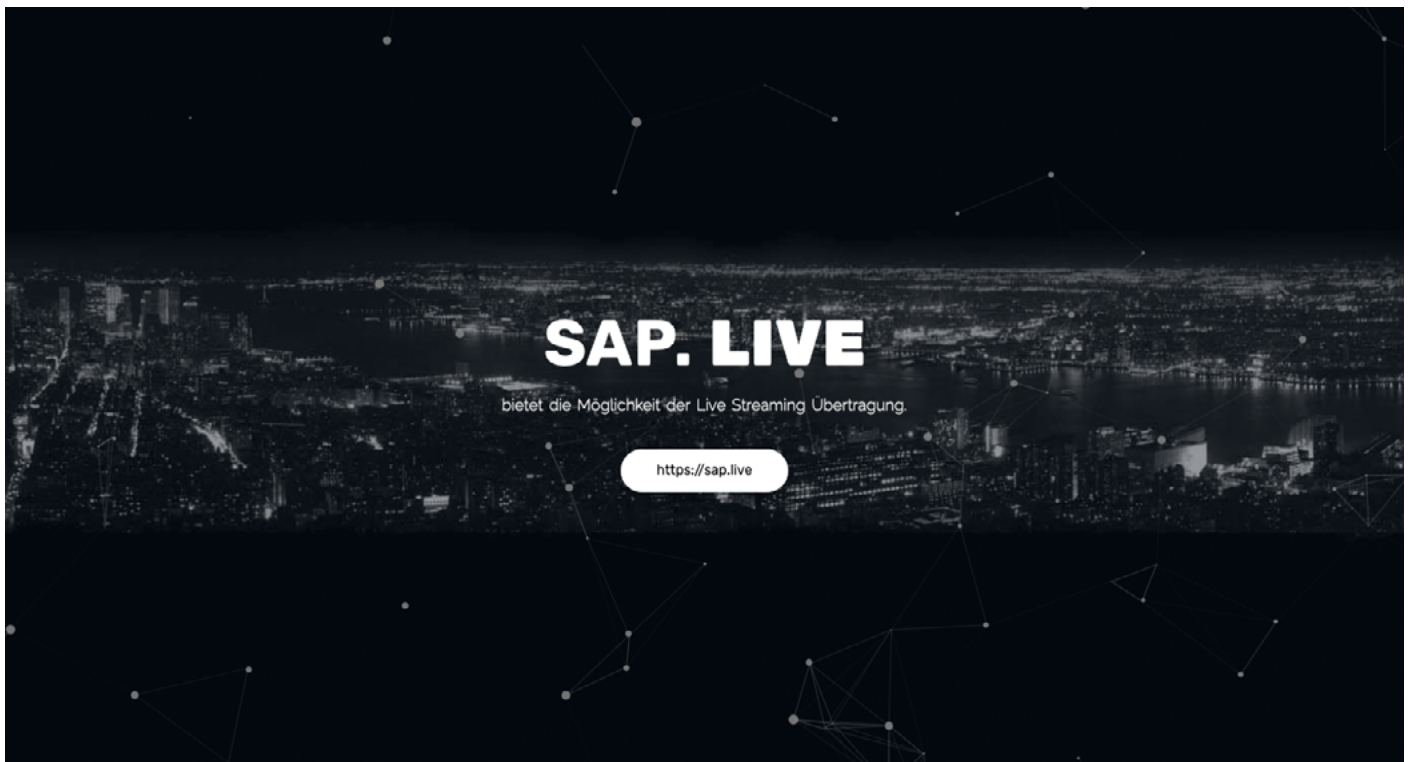 SAP. LIVE
bietet die Möglichkeit der Live Streaming Übertragung.
https://sap.live